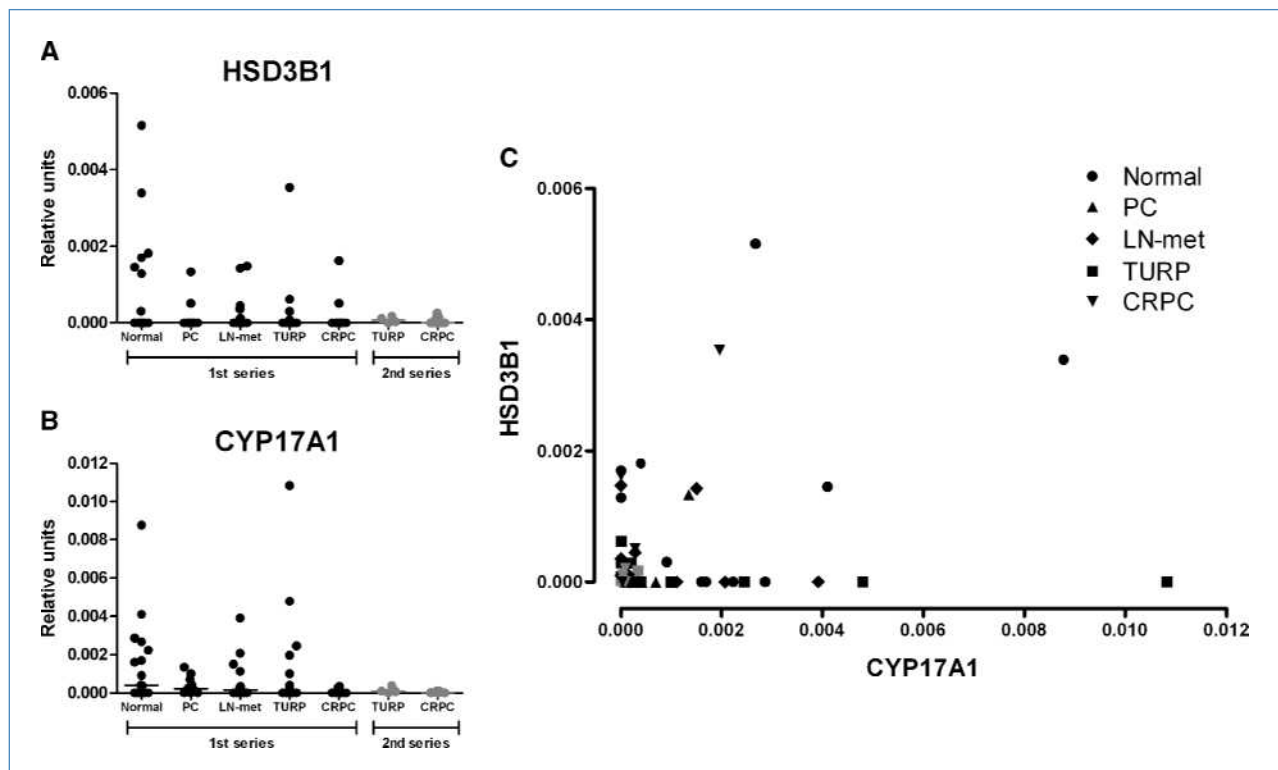 A
HSD3B1
Relative units
0.006
0.004
0.002
0.000
Normal PC LN-met TURP CRPC TURP CRPC
1st series 2nd series
B
CYP17A1
Relative units
0.012
0.010
0.008
0.006
0.004
0.002
0.000
Normal PC LN-met TURP CRPC TURP CRPC
1st series 2nd series
C
HSD3B1
0.006
0.004
0.002
0.000
0.000 0.002 0.004 0.006 0.008 0.010 0.012
CYP17A1
Normal
PC
LN-met
TURP
CRPC